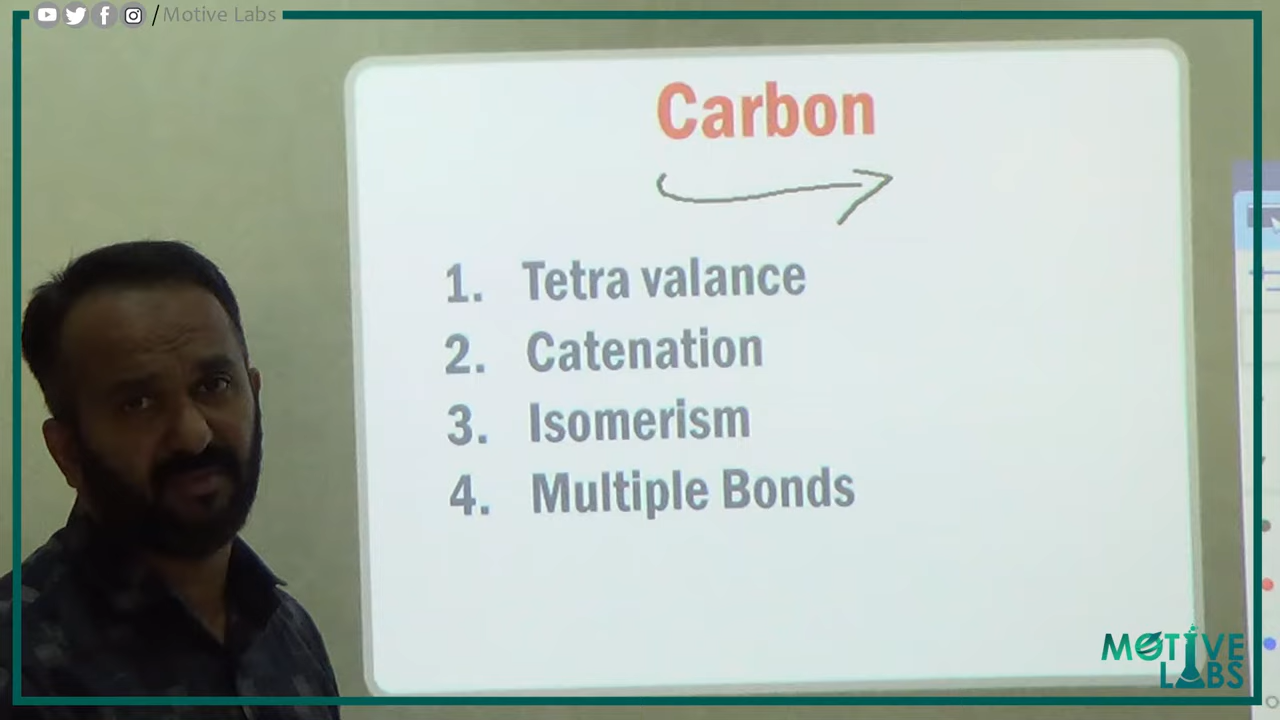 /Motive Labs
Carbon
1. Tetra valance
2. Catenation
3. Isomerism
4. Multiple Bonds
MOTIVE
LABS